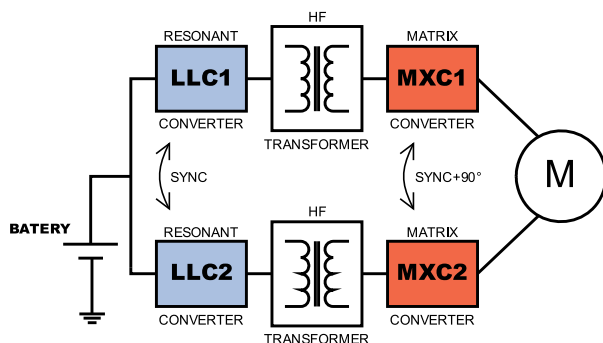 HF
RESONANT
MATRIX
LLC1
MXC1
CONVERTER
CONVERTER
TRANSFORMER
SYNC
SYNC+90°
M
HF
BATERY
RESONANT
MATRIX
LLC2
MXC2
CONVERTER
CONVERTER
TRANSFORMER